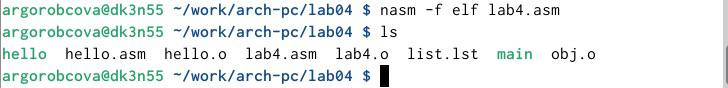 argorobcova@dk3n55 ~/work/arch-pc/lab04 $ nasm -f elf lab4.asm
argorobcova@dk3n55 ~/work/arch-pc/lab04 $ ls
hello  hello.asm  hello.o  lab4.asm  lab4.o  list.lst  main  obj.o
argorobcova@dk3n55 ~/work/arch-pc/lab04 $